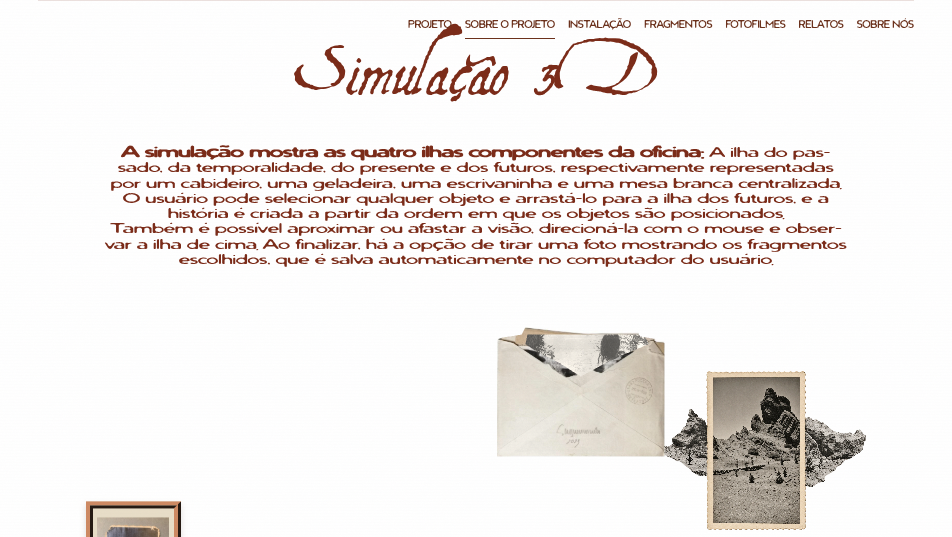 PROJETO SOBRE O PROJETO INSTALAÇÃO FRAGMENTOS FOTOFILMES RELATOS SOBRE NÓS
Simulação 3D
A simulação mostra as quatro ilhas componentes da oficina: A ilha do pas-
sado, da temporalidade, do presente e dos futuros, respectivamente representadas
por um cabideiro, uma geladeira, uma escrivaninha e uma mesa branca centralizada.
O usuário pode selecionar qualquer objeto e arrastá-lo para a ilha dos futuros, e a
história é criada a partir da ordem em que os objetos são posicionados.
Também é possível aproximar ou afastar a visão, direcioná-la com o mouse e obser-
var a ilha de cima. Ao finalizar, há a opção de tirar uma foto mostrando os fragmentos
escolhidos, que é salva automaticamente no computador do usuário.